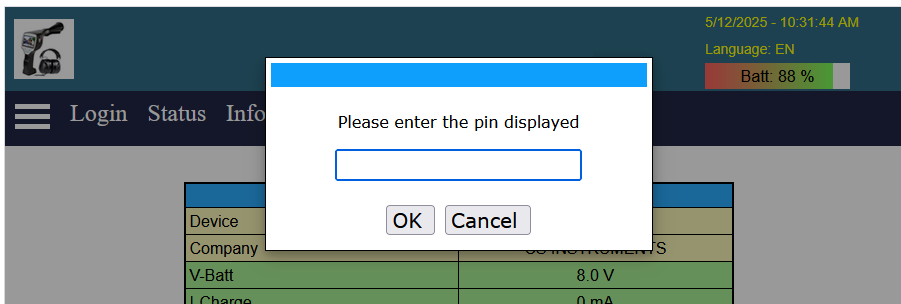 5/12/2025 - 10:31:44 AM
Language: EN
Batt: 88 %
Login Status Info
Please enter the pin displayed
OK Cancel
Device
Company INSTRUMENTS
V-Batt 8.0 V
I Charge 0 mA